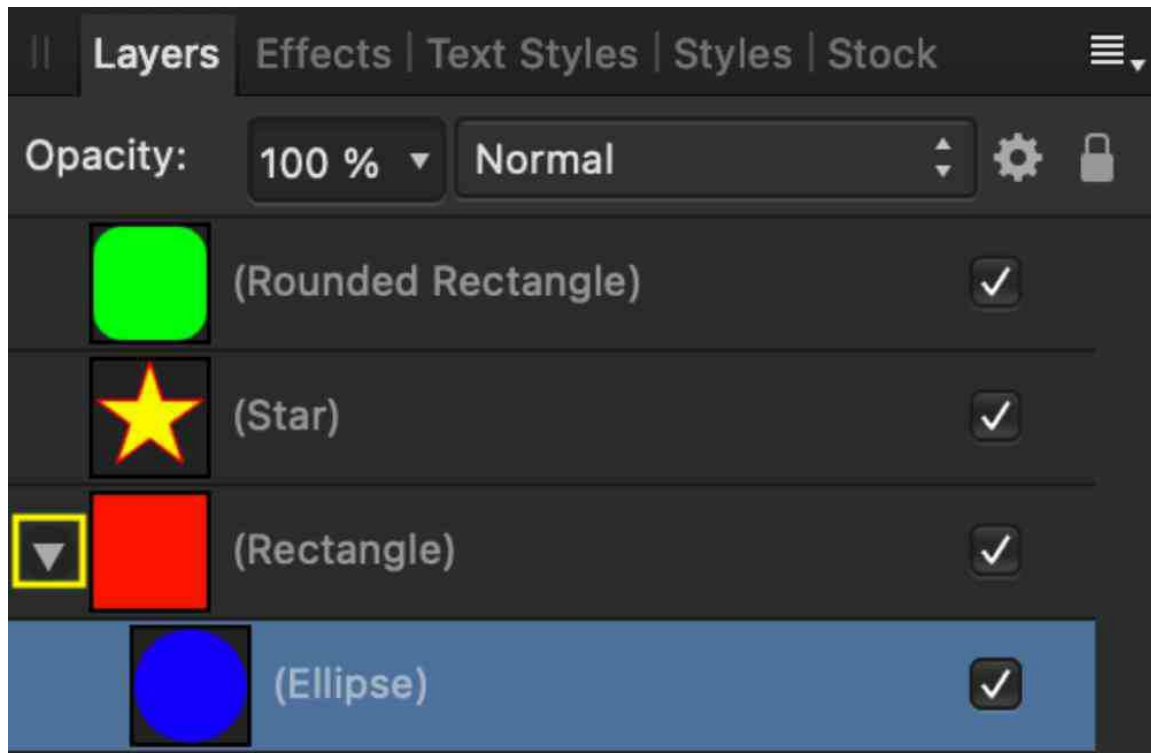 Layers Effects | Text Styles | Styles | Stock
Opacity: 100 % Normal
(Rounded Rectangle)
(Star)
(Rectangle)
(Ellipse)